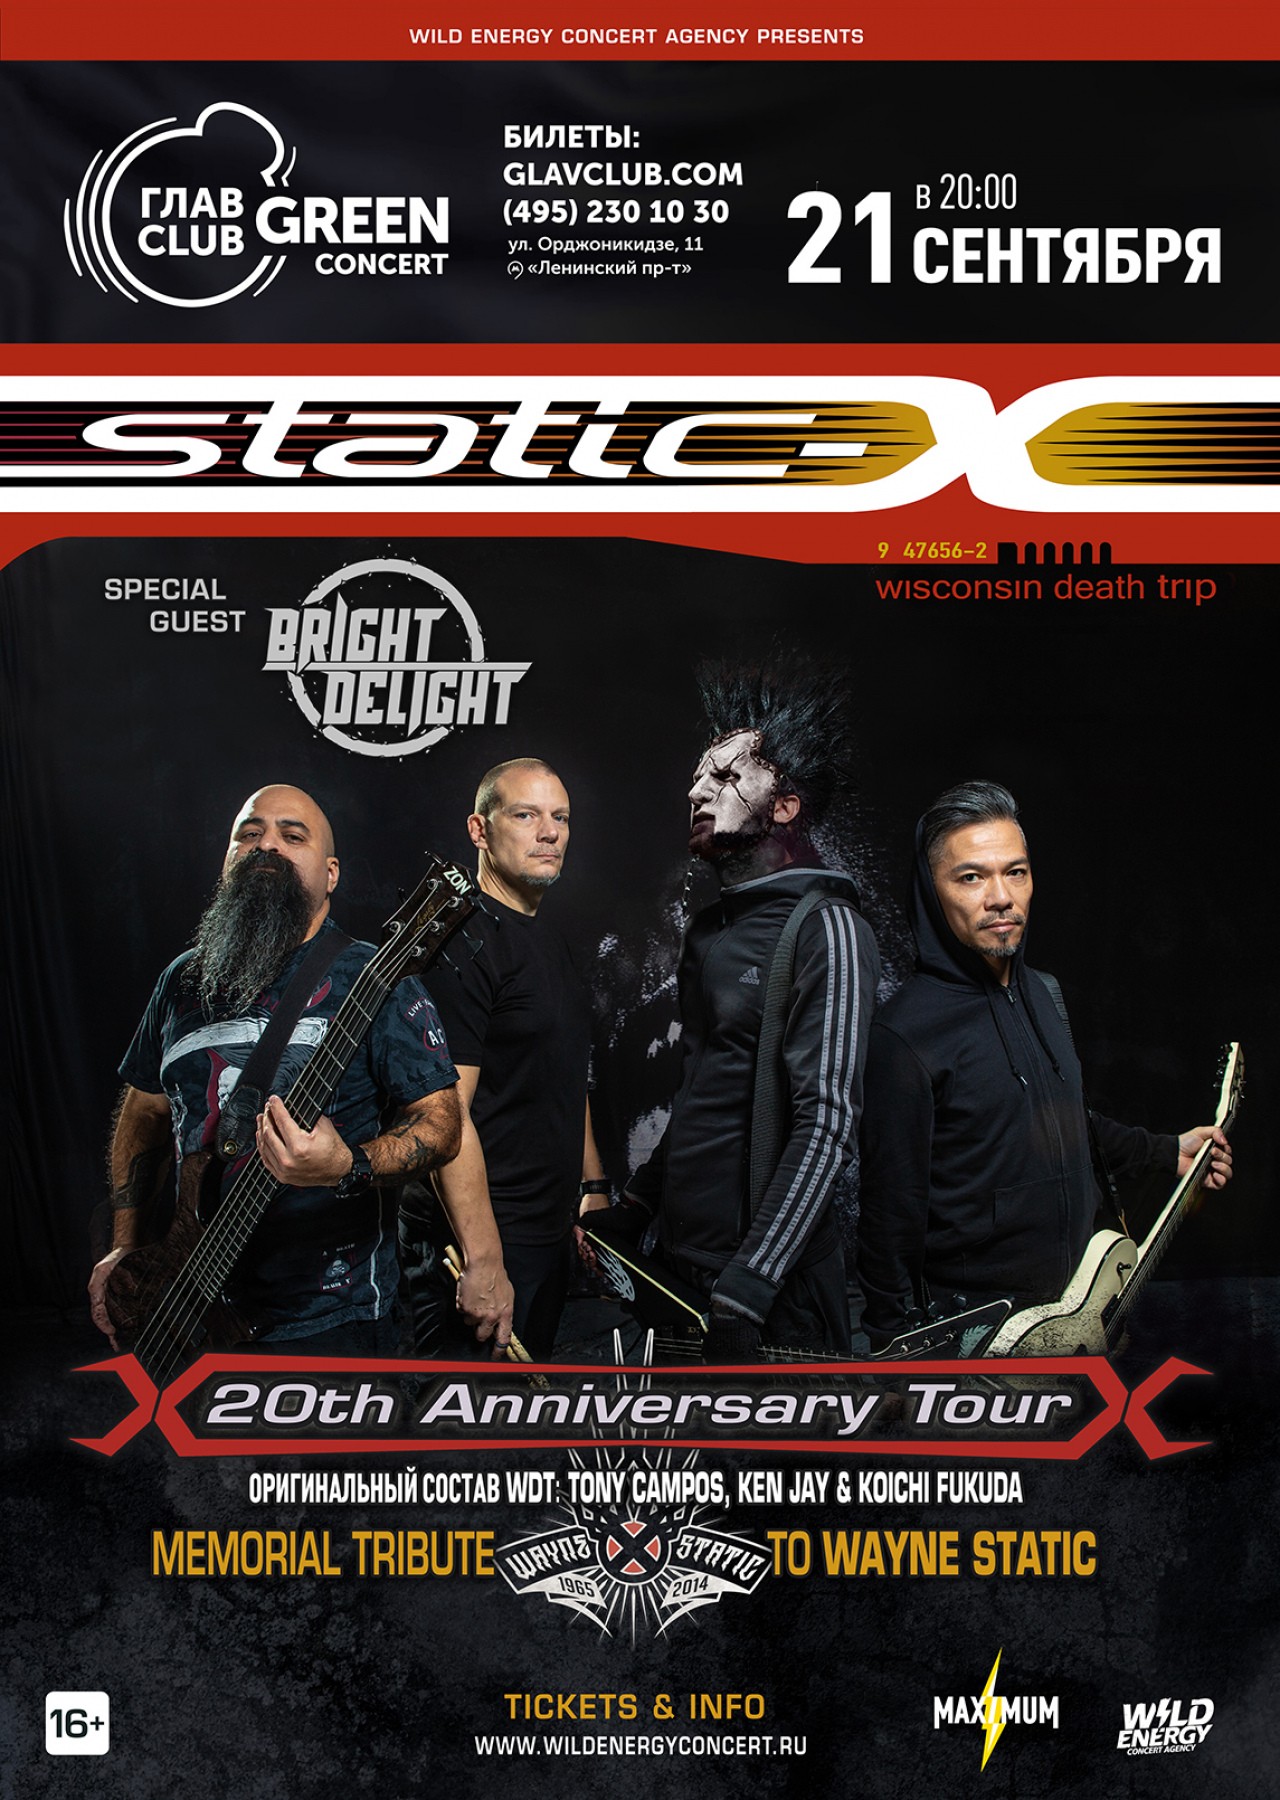 WILD ENERGY CONCERT AGENCY PRESENTS
ГЛАВ
CLUB
GREEN
CONCERT
БИЛЕТЫ:
GLAVCLUB.COM
(495) 230 10 30
ул. Орджоникидзе, 11
«Ленинский пр-т»
21 СЕНТЯБРЯ
в 20:00
static-X
9 47656-2
wisconsin death trip
SPECIAL
GUEST
BRIGHT
DELIGHT
ZON
adidas
20th Anniversary Tour
ОРИГИНАЛЬНЫЙ СОСТАВ WDT: TONY CAMPOS, KEN JAY & KOICHI FUKUDA
MEMORIAL TRIBUTE TO WAYNE STATIC
WAYNE STATIC
1965 2014
16+
TICKETS & INFO
WWW.WILDENERGYCONCERT.RU
MAXIMUM
WILD
ENERGY
CONCERT AGENCY